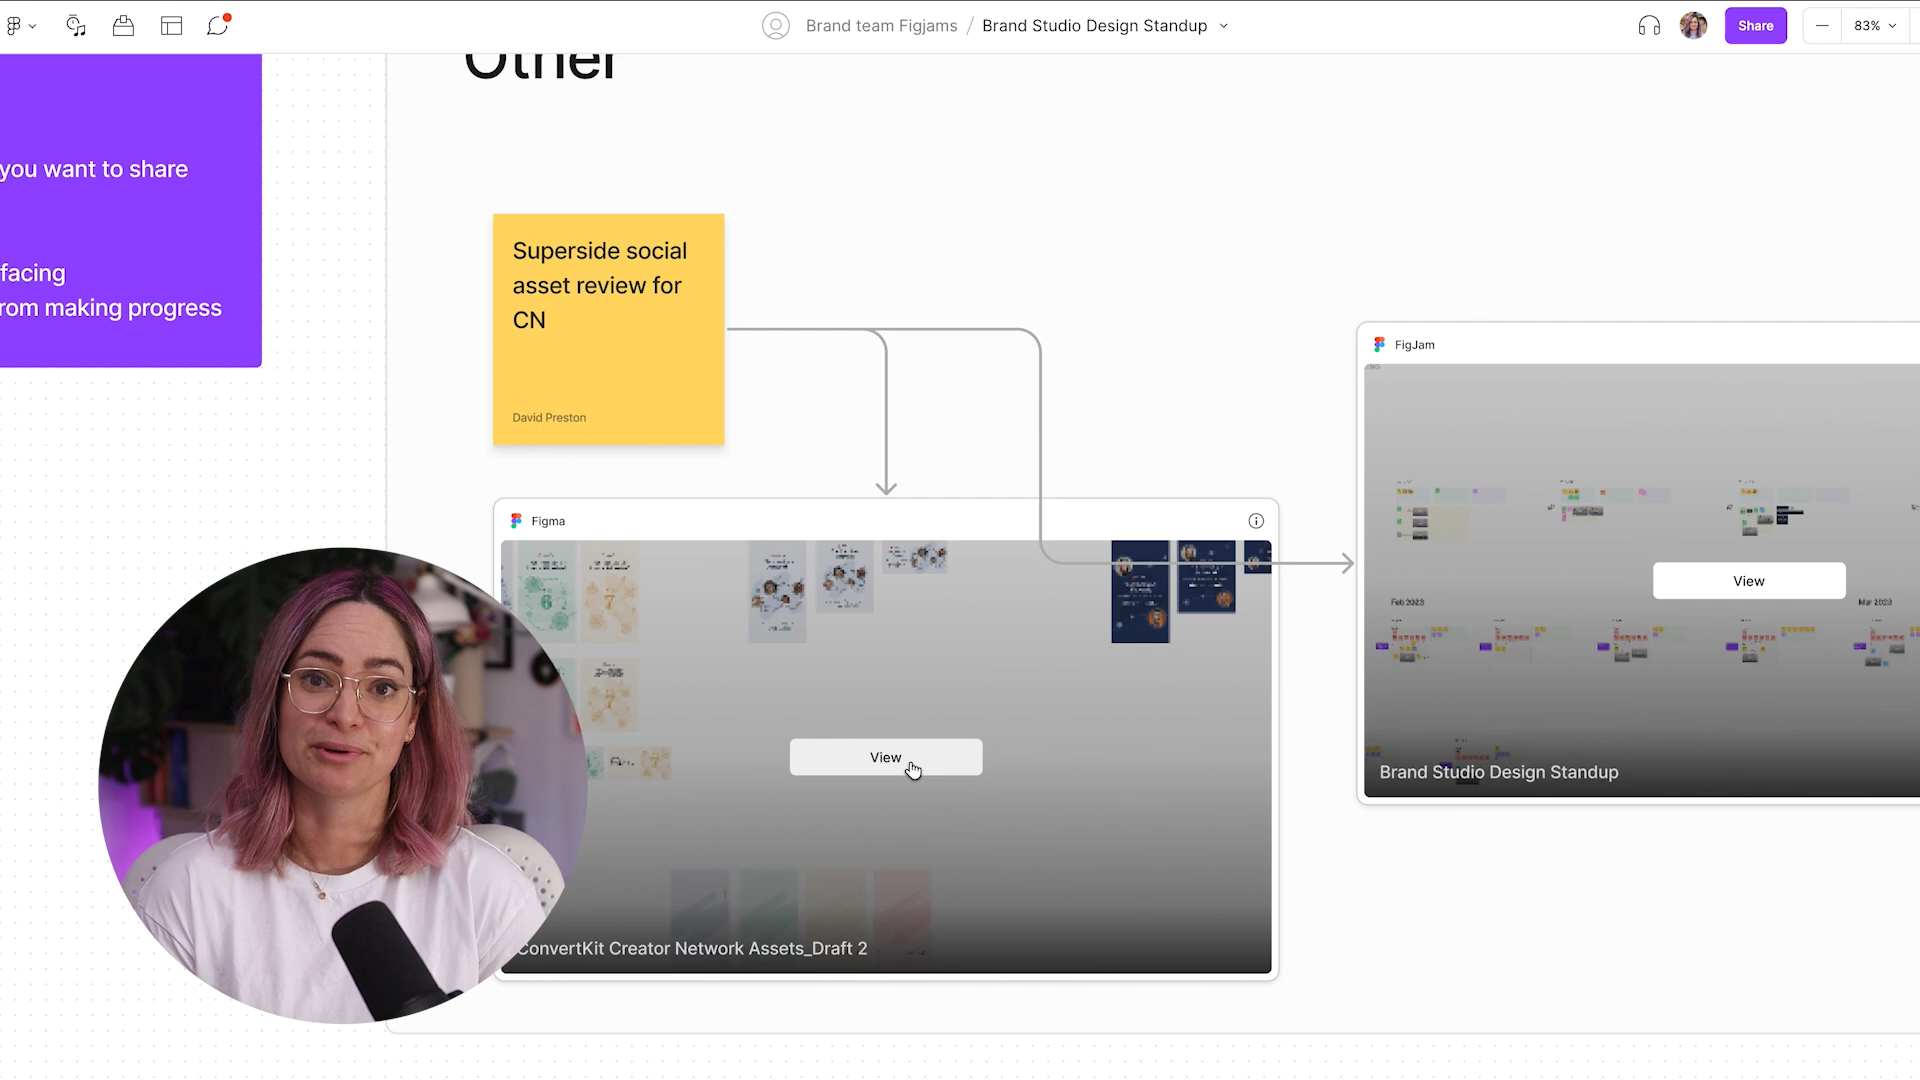 Brand team Figjams / Brand Studio Design Standup
Share
83%
Other
you want to share
facing
rom making progress
Superside social
asset review for
CN
David Preston
FigJam
View
Feb 2023
Mar 2023
Brand Studio Design Standup
Figma
6
7
View
ConvertKit Creator Network Assets_Draft 2